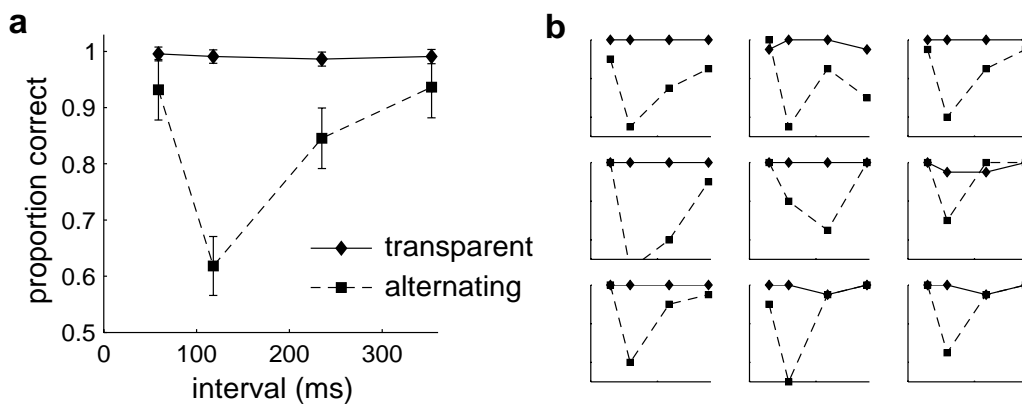 a
b
1
0.9
0.8
0.7
0.6
0.5
proportion correct
transparent
alternating
0 100 200 300
interval (ms)